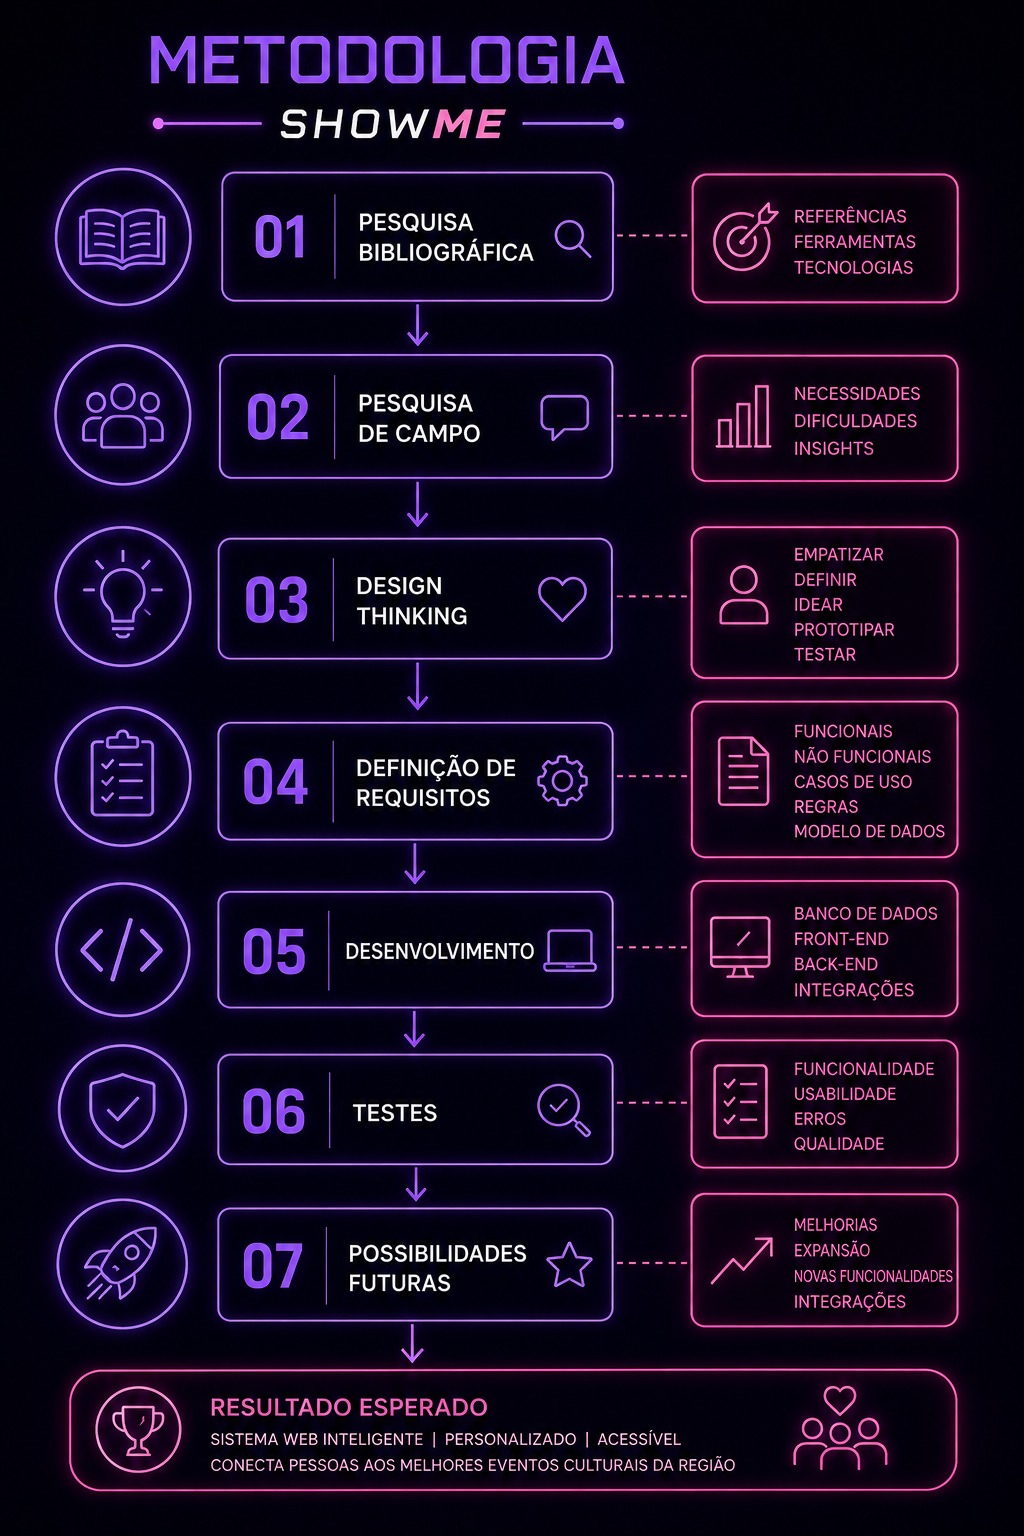 METODOLOGIA
SHOWME
01
PESQUISA
BIBLIOGRÁFICA
REFERÊNCIAS
FERRAMENTAS
TECNOLOGIAS
02
PESQUISA
DE CAMPO
NECESSIDADES
DIFICULDADES
INSIGHTS
03
DESIGN
THINKING
EMPATIZAR
DEFINIR
IDEAR
PROTOTIPAR
TESTAR
04
DEFINIÇÃO DE
REQUISITOS
FUNCIONAIS
NÃO FUNCIONAIS
CASOS DE USO
REGRAS
MODELO DE DADOS
05
DESENVOLVIMENTO
BANCO DE DADOS
FRONT-END
BACK-END
INTEGRAÇÕES
06
TESTES
FUNCIONALIDADE
USABILIDADE
ERROS
QUALIDADE
07
POSSIBILIDADES
FUTURAS
MELHORIAS
EXPANSÃO
NOVAS FUNCIONALIDADES
INTEGRAÇÕES
RESULTADO ESPERADO
SISTEMA WEB INTELIGENTE | PERSONALIZADO | ACESSÍVEL
CONECTA PESSOAS AOS MELHORES EVENTOS CULTURAIS DA REGIÃO